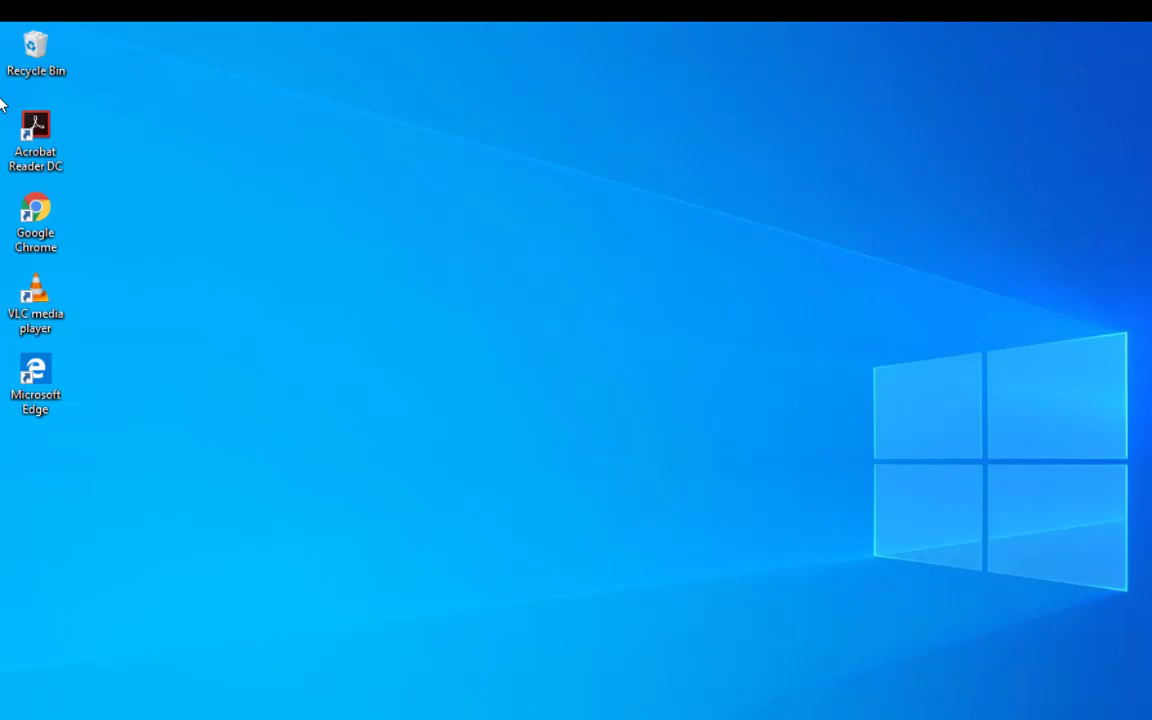 Recycle Bin
Acrobat
Reader DC
Google
Chrome
VLC media
player
Microsoft
Edge